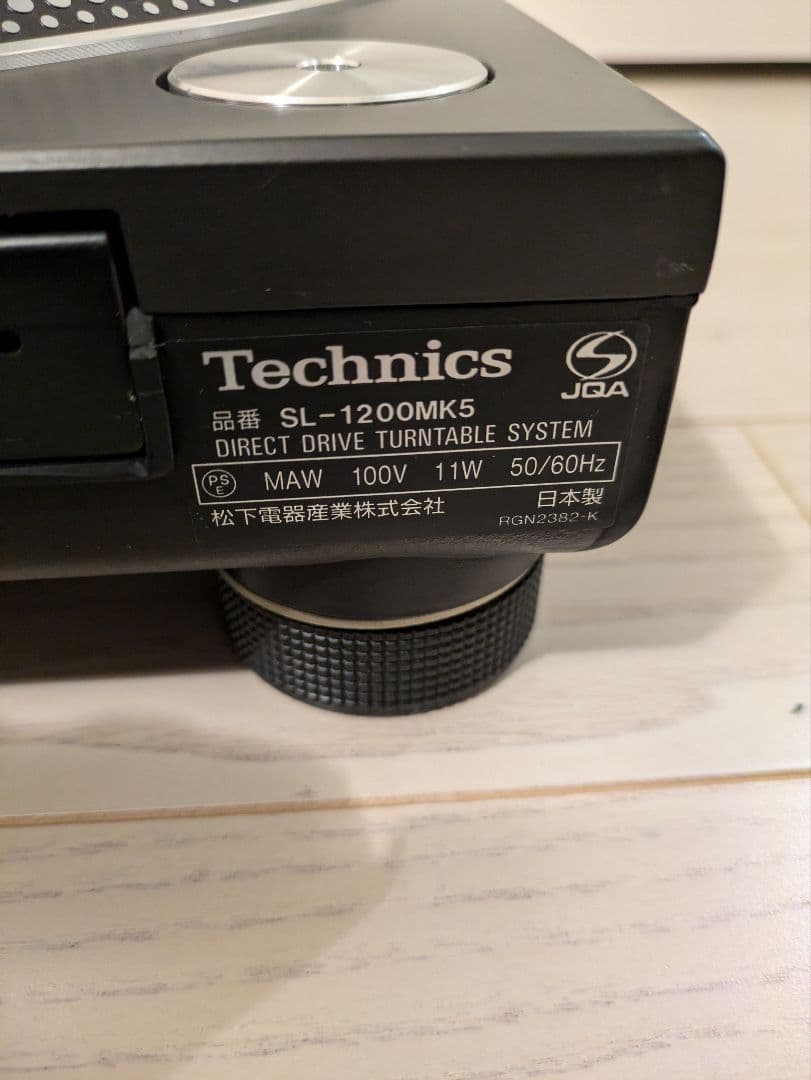 Technics
JQA
品番 SL-1200MK5
DIRECT DRIVE TURNTABLE SYSTEM
PS E MAW 100V 11W 50/60Hz
松下電器産業株式会社 日本製
RGN2382-K